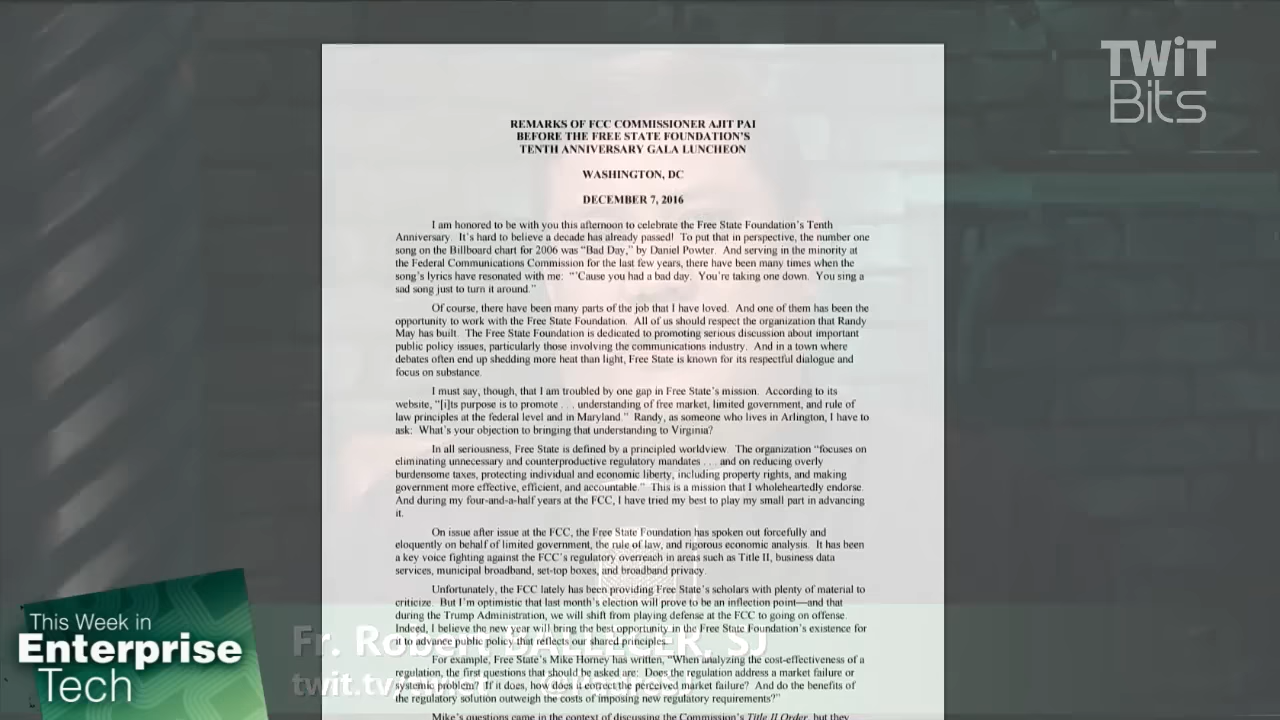 TWiT
Bits
REMARKS OF FCC COMMISSIONER AJIT PAI
BEFORE THE FREE STATE FOUNDATION'S
TENTH ANNIVERSARY GALA LUNCHEON
WASHINGTON, DC
DECEMBER 7, 2016
I am honored to be with you this afternoon to celebrate the Free State Foundation's Tenth
Anniversary. It's hard to believe a decade has already passed! To put that in perspective, the number one
song on the Billboard chart for 2006 was "Bad Day," by Daniel Powter. And serving in the minority at
the Federal Communications Commission for the last few years, there have been many times when the
song's lyrics have resonated with me: "'Cause you had a bad day. You're taking one down. You sing a
sad song just to turn it around."
Of course, there have been many parts of the job that I have loved. And one of them has been the
opportunity to work with the Free State Foundation. All of us should respect the organization that Randy
May has built. The Free State Foundation is dedicated to promoting serious discussion about important
public policy issues, particularly those involving the communications industry. And in a town where
debates often end up shedding more heat than light, Free State is known for its respectful dialogue and
focus on substance.
I must say, though, that I am troubled by one gap in Free State's mission. According to its
website, "[i]ts purpose is to promote . . . understanding of free market, limited government, and rule of
law principles at the federal level and in Maryland." Randy, as someone who lives in Arlington, I have to
ask: What's your objection to bringing that understanding to Virginia?
In all seriousness, Free State is defined by a principled worldview. The organization "focuses on
eliminating unnecessary and counterproductive regulatory mandates . . . and on reducing overly
burdensome taxes, protecting individual and economic liberty, including property rights, and making
government more effective, efficient, and accountable." This is a mission that I wholeheartedly endorse.
And during my four-and-a-half years at the FCC, I have tried my best to play my small part in advancing
it.
On issue after issue at the FCC, the Free State Foundation has spoken out forcefully and
eloquently on behalf of limited government, the rule of law, and rigorous economic analysis. It has been
a key voice fighting against the FCC's regulatory overreach in areas such as Title II, business data
services, municipal broadband, set-top boxes, and broadband privacy.
Unfortunately, the FCC lately has been providing Free State's scholars with plenty of material to
criticize. But I'm optimistic that last month's election will prove to be an inflection point—and that
during the Trump Administration, we will shift from playing defense at the FCC to going on offense.
Indeed, I believe the new year will bring the best opportunity in the Free State Foundation's existence for
it to advance public policy that reflects our shared principles.
For example, Free State's Mike Horney has written, "When analyzing the cost-effectiveness of a
regulation, the first questions that should be asked are: Does the regulation address a market failure or
systemic problem? If it does, how does it correct the perceived market failure? And do the benefits of
the regulatory solution outweigh the costs of imposing new regulatory requirements?"
Mike's questions came in the context of discussing the Commission's Title II Order, but they
This Week in
Enterprise
Tech
Fr. Robert BALLECER, SJ
twit.tv